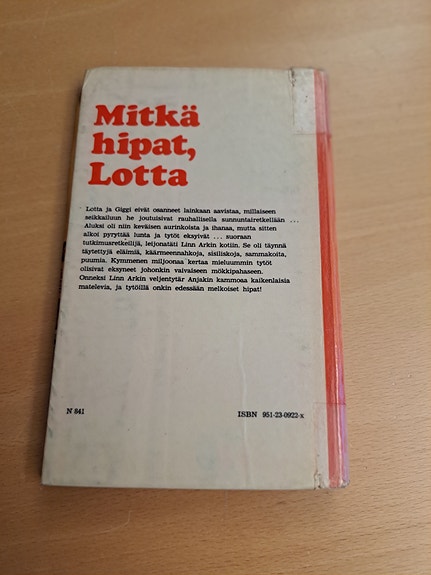 Mitkä
hipat,
Lotta
Lotta ja Giggi eivät osanneet lainkaan aavistaa, millaiseen
seikkailuun he joutuisivat rauhallisella sunnuntairetkellään ...
Aluksi oli niin keväisen aurinkoista ja ihanaa, mutta sitten
alkoi pyryttää lunta ja tytöt eksyivät ... suoraan
tutkimusretkeilijä, leijonatäti Linn Arkin kotiin. Se oli täynnä
täytettyjä eläimiä, käärmeennahkoja, sisiliskoja, sammakoita,
puumia. Kymmenen miljoonaa kertaa mieluummin tytöt
olisivat eksyneet johonkin vaivaiseen mökkipahaseen.
Onneksi Linn Arkin veljentytär Anjakin kammoaa kaikenlaisia
matelevia, ja tytöillä onkin edessään melkoiset hipat!
N 841
ISBN 951-23-0922-x